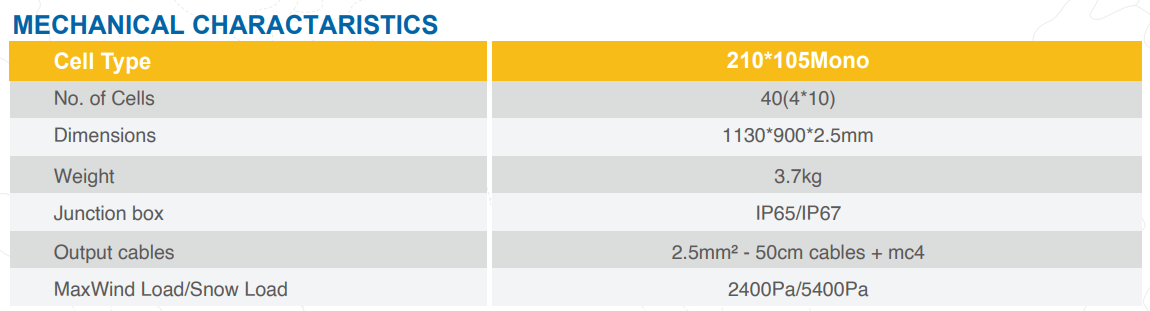 MECHANICAL CHARACTARISTICS
Cell Type 210*105Mono
No. of Cells 40(4*10)
Dimensions 1130*900*2.5mm
Weight 3.7kg
Junction box IP65/IP67
Output cables 2.5mm² - 50cm cables + mc4
MaxWind Load/Snow Load 2400Pa/5400Pa